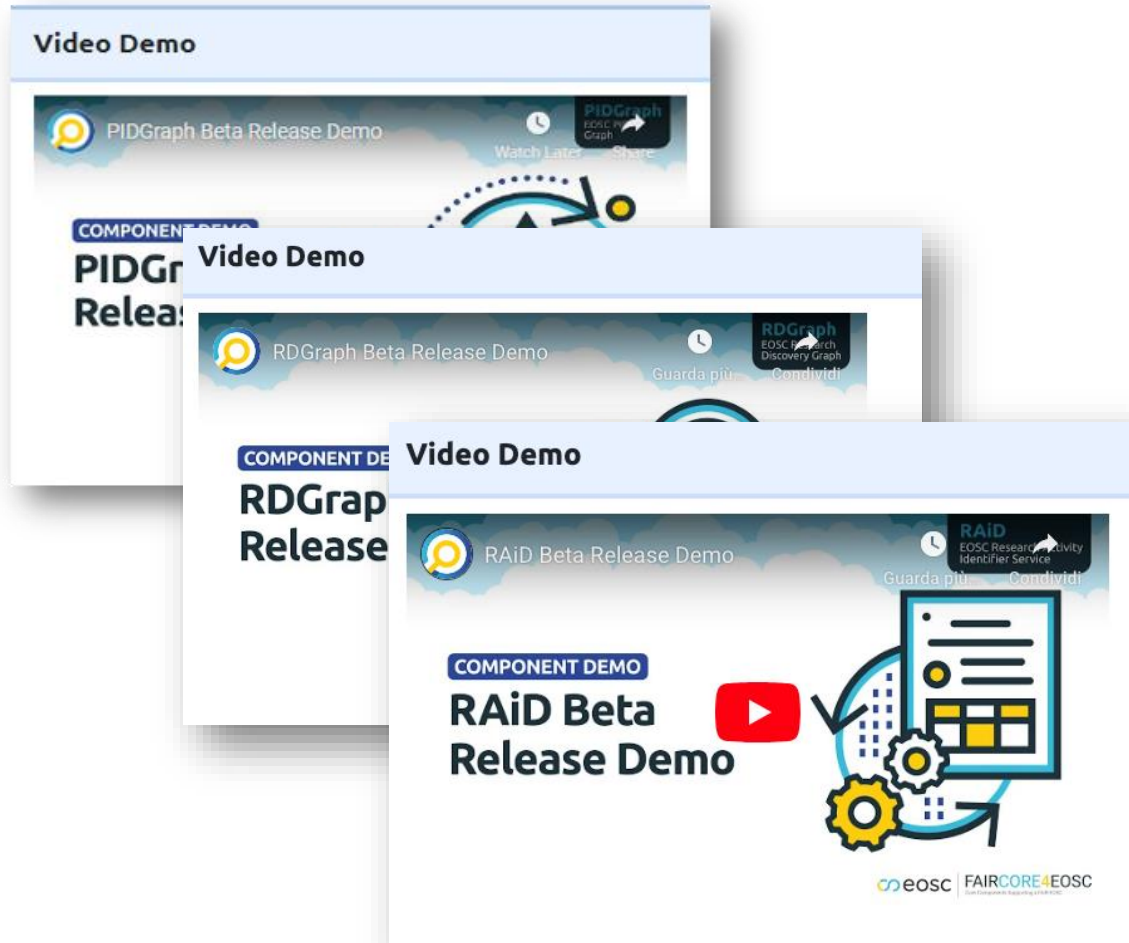 Video Demo
PIDGraph Beta Release Demo
PIDGraph
EOSC
Graph
Watch Later
Share
COMPONENT DEMO
PIDGr
Releas
Video Demo
RDGraph Beta Release Demo
RDGraph
EOSC Research
Discovery Graph
Guarda più...
Condividi
COMPONENT DE
RDGrap
Release
Video Demo
RAiD Beta Release Demo
RAiD
EOSC Research Activity
Identifier Service
Guarda più...
Condividi
COMPONENT DEMO
RAiD Beta
Release Demo
eosc
FAIRCORE4EOSC